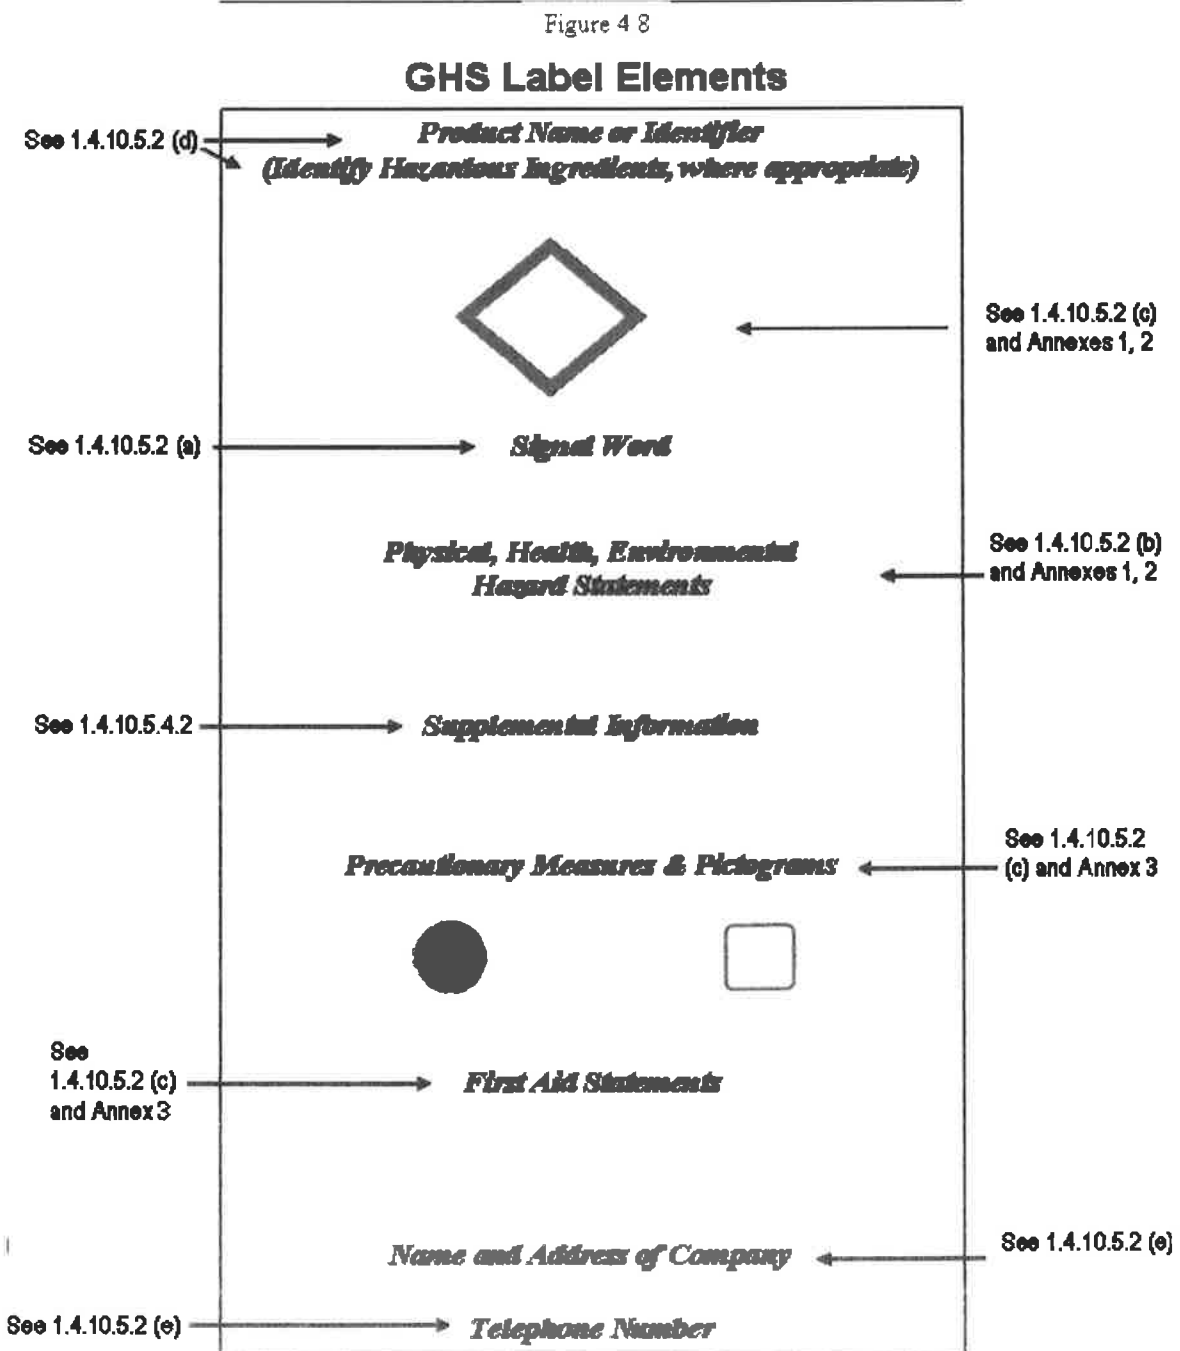 Figure 4 8
GHS Label Elements
See 1.4.10.5.2 (d)
Product Name or Identifier
(Identify Hazardous Ingredients, where appropriate)
See 1.4.10.5.2 (c)
and Annexes 1, 2
See 1.4.10.5.2 (a)
Signal Word
Physical, Health, Environmental
Hazard Statements
See 1.4.10.5.2 (b)
and Annexes 1, 2
See 1.4.10.5.4.2
Supplemental Information
Precautionary Measures & Pictograms
See 1.4.10.5.2
(c) and Annex 3
See
1.4.10.5.2 (c)
and Annex 3
First Aid Statements
Name and Address of Company
See 1.4.10.5.2 (e)
See 1.4.10.5.2 (e)
Telephone Number